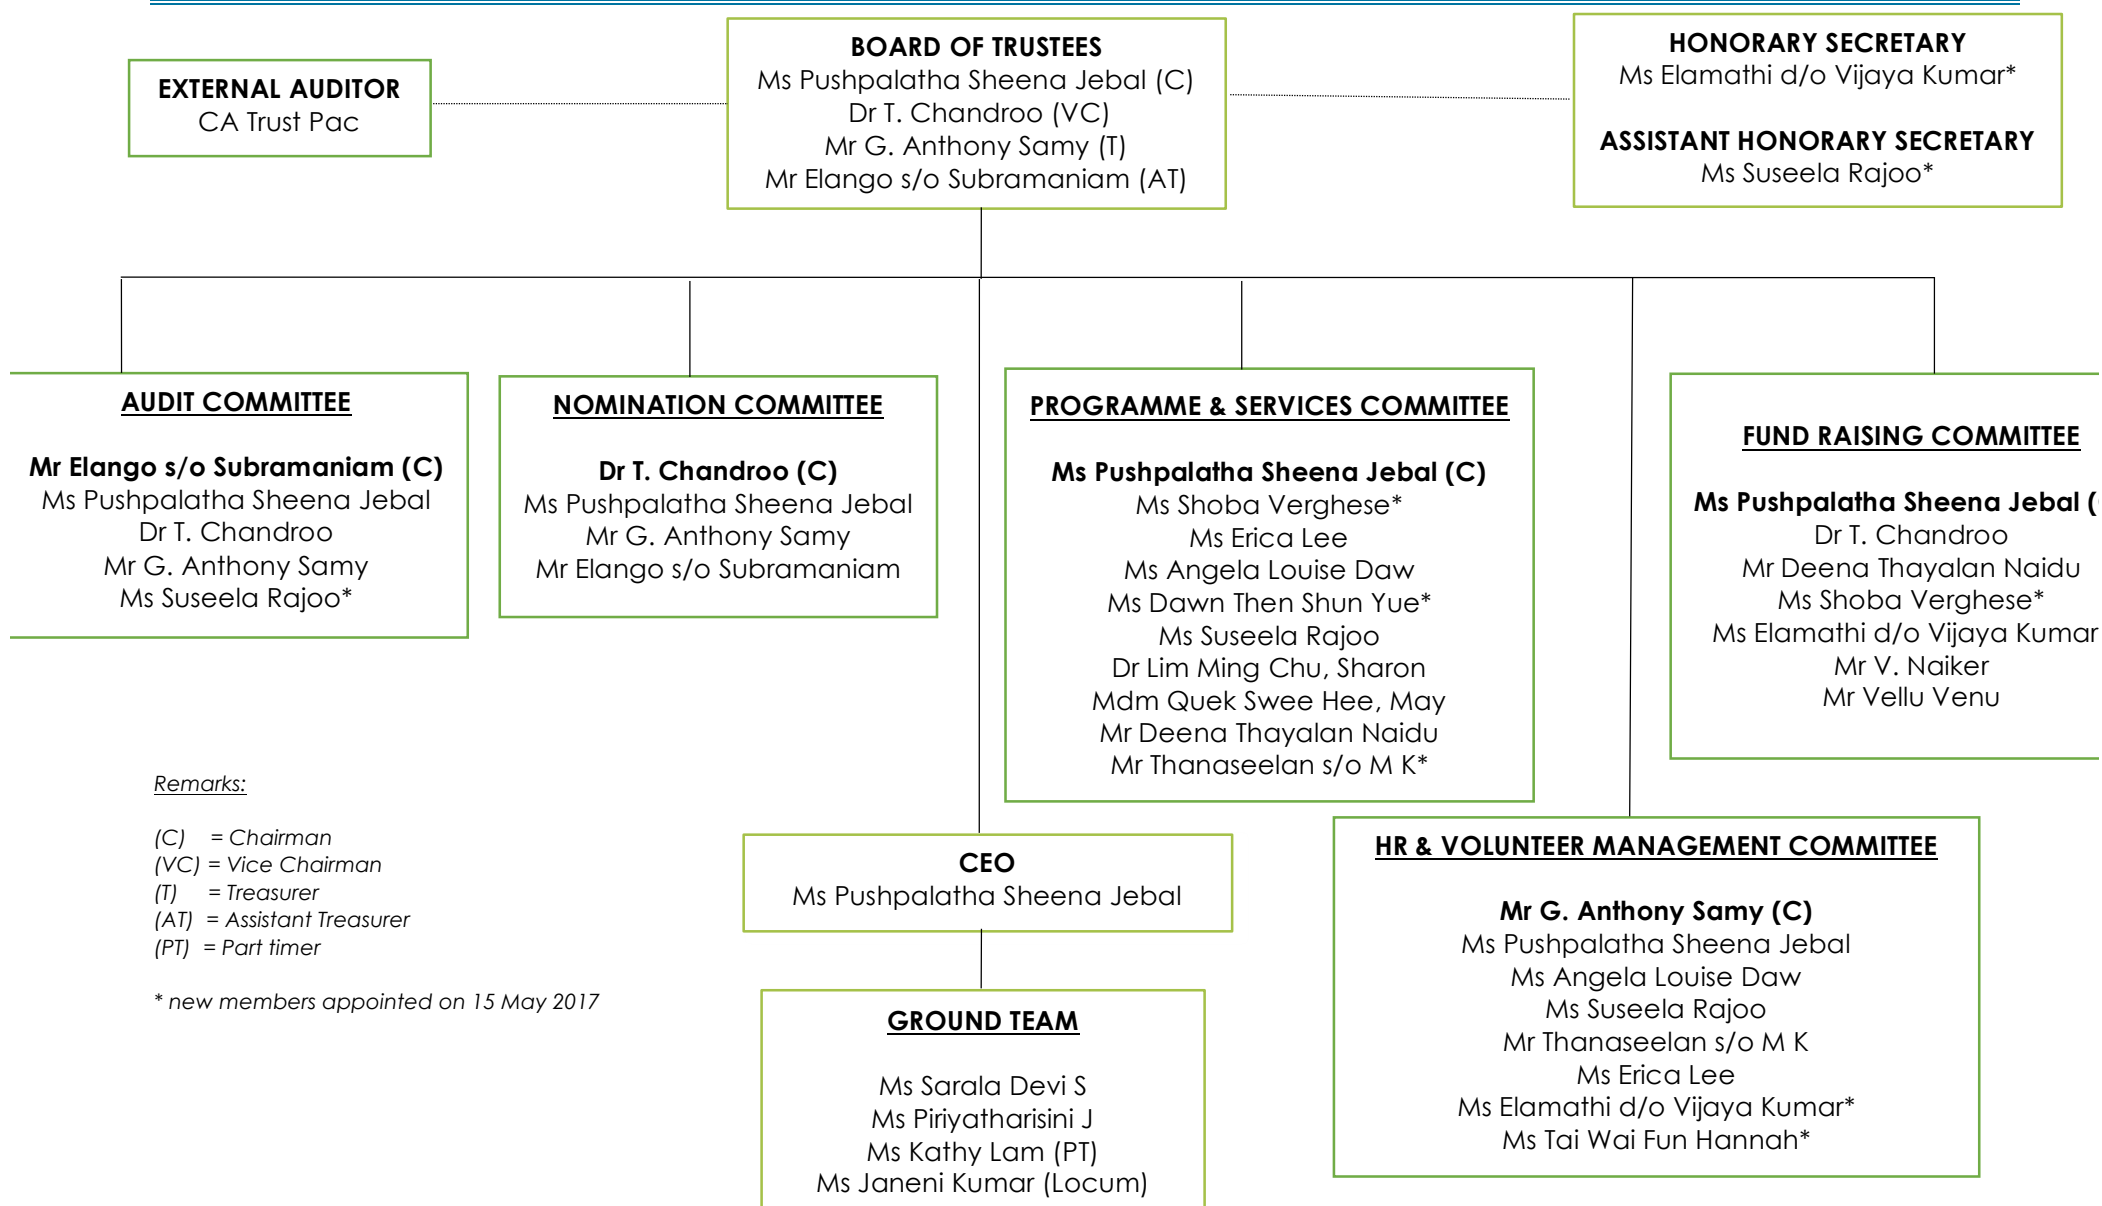 EXTERNAL AUDITOR
CA Trust Pac
BOARD OF TRUSTEES
Ms Pushpalatha Sheena Jebal (C)
Dr T. Chandroo (VC)
Mr G. Anthony Samy (T)
Mr Elango s/o Subramaniam (AT)
HONORARY SECRETARY
Ms Elamathi d/o Vijaya Kumar*
ASSISTANT HONORARY SECRETARY
Ms Suseela Rajoo*
AUDIT COMMITTEE
Mr Elango s/o Subramaniam (C)
Ms Pushpalatha Sheena Jebal
Dr T. Chandroo
Mr G. Anthony Samy
Ms Suseela Rajoo*
NOMINATION COMMITTEE
Dr T. Chandroo (C)
Ms Pushpalatha Sheena Jebal
Mr G. Anthony Samy
Mr Elango s/o Subramaniam
PROGRAMME & SERVICES COMMITTEE
Ms Pushpalatha Sheena Jebal (C)
Ms Shoba Verghese*
Ms Erica Lee
Ms Angela Louise Daw
Ms Dawn Then Shun Yue*
Ms Suseela Rajoo
Dr Lim Ming Chu, Sharon
Mdm Quek Swee Hee, May
Mr Deena Thayalan Naidu
Mr Thanaseelan s/o M K*
FUND RAISING COMMITTEE
Ms Pushpalatha Sheena Jebal (
Dr T. Chandroo
Mr Deena Thayalan Naidu
Ms Shoba Verghese*
Ms Elamathi d/o Vijaya Kumar
Mr V. Naiker
Mr Vellu Venu
Remarks:
(C) = Chairman
(VC) = Vice Chairman
(T) = Treasurer
(AT) = Assistant Treasurer
(PT) = Part timer
* new members appointed on 15 May 2017
CEO
Ms Pushpalatha Sheena Jebal
HR & VOLUNTEER MANAGEMENT COMMITTEE
Mr G. Anthony Samy (C)
Ms Pushpalatha Sheena Jebal
Ms Angela Louise Daw
Ms Suseela Rajoo
Mr Thanaseelan s/o M K
Ms Erica Lee
Ms Elamathi d/o Vijaya Kumar*
Ms Tai Wai Fun Hannah*
GROUND TEAM
Ms Sarala Devi S
Ms Piriyatharisini J
Ms Kathy Lam (PT)
Ms Janeni Kumar (Locum)